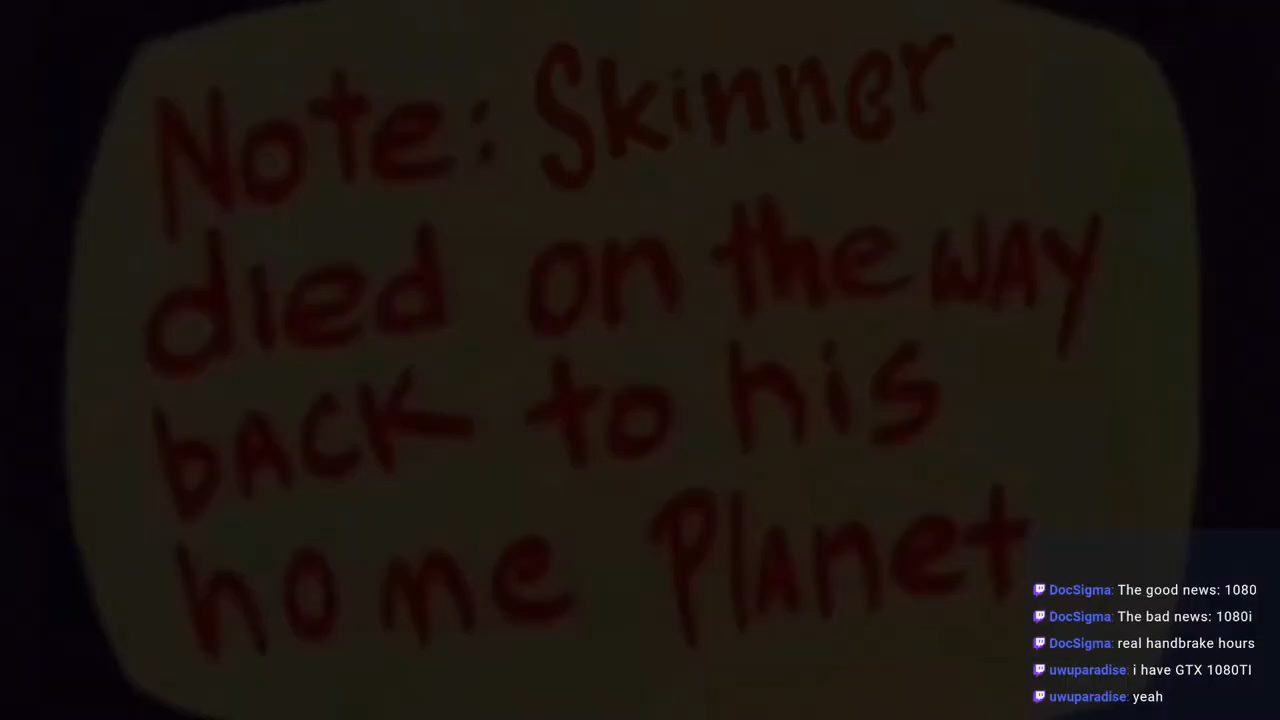 Note: Skinner
died on the WAY
bACK to his
home PlAnet
DocSigma: The good news: 1080
DocSigma: The bad news: 1080i
DocSigma: real handbrake hours
uwuparadise: i have GTX 1080TI
uwuparadise: yeah